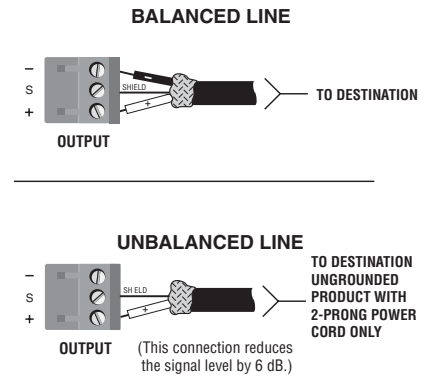 BALANCED LINE
–
S
+
–
SHIELD
+
TO DESTINATION
OUTPUT
UNBALANCED LINE
–
S
+
SH ELD
+
TO DESTINATION
UNGROUNDED
PRODUCT WITH
2-PRONG POWER
CORD ONLY
OUTPUT
(This connection reduces
the signal level by 6 dB.)